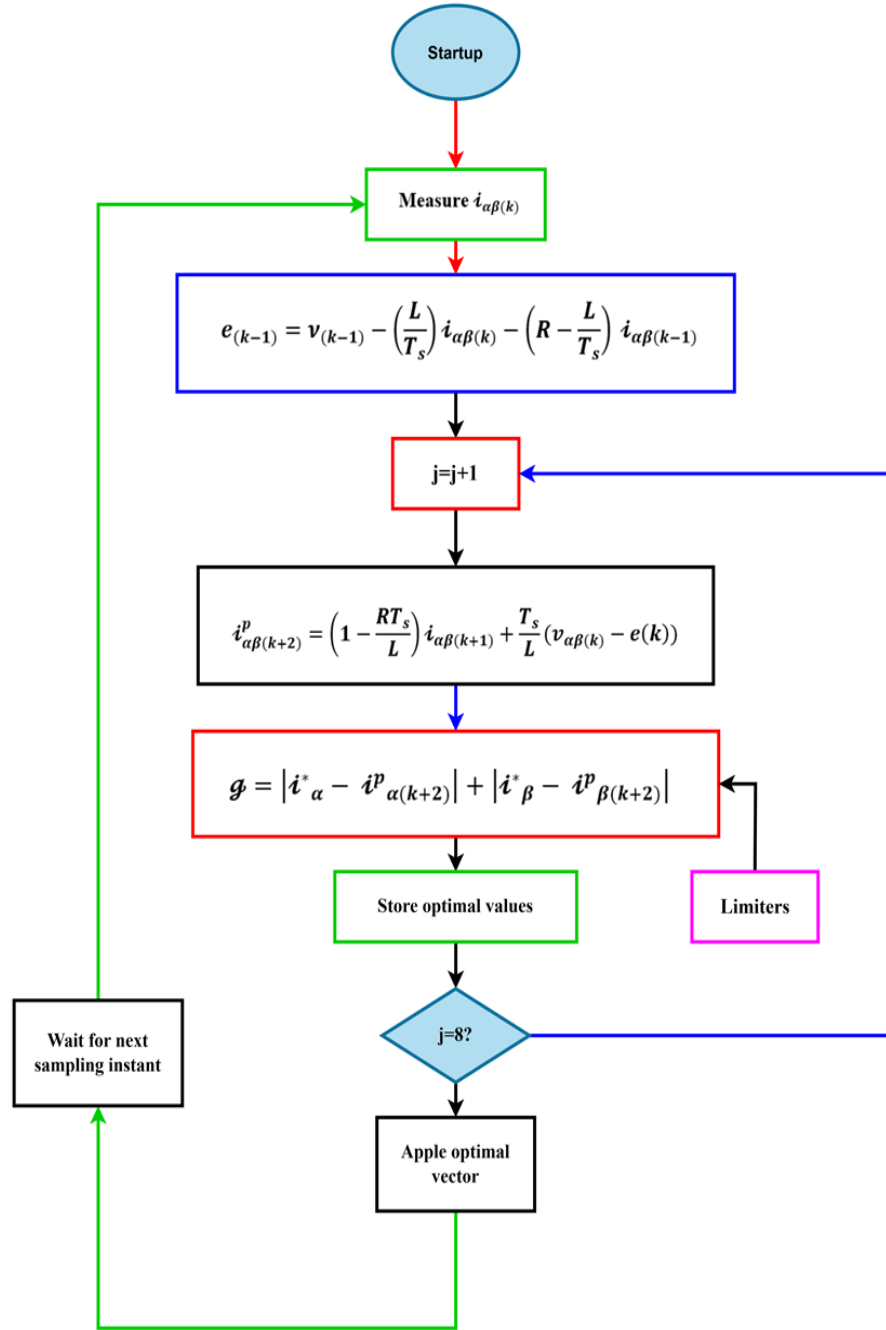 Startup
Measure i_{αβ(k)}
e_{(k−1)} = v_{(k−1)} − (L/T_s) i_{αβ(k)} − (R − L/T_s) i_{αβ(k−1)}
j=j+1
i^p_{αβ(k+2)} = (1 − RT_s/L) i_{αβ(k+1)} + T_s/L (v_{αβ(k)} − e(k))
g = |i^*_α − i^p_{α(k+2)}| + |i^*_β − i^p_{β(k+2)}|
Store optimal values
Limiters
j=8?
Wait for next
sampling instant
Apple optimal
vector